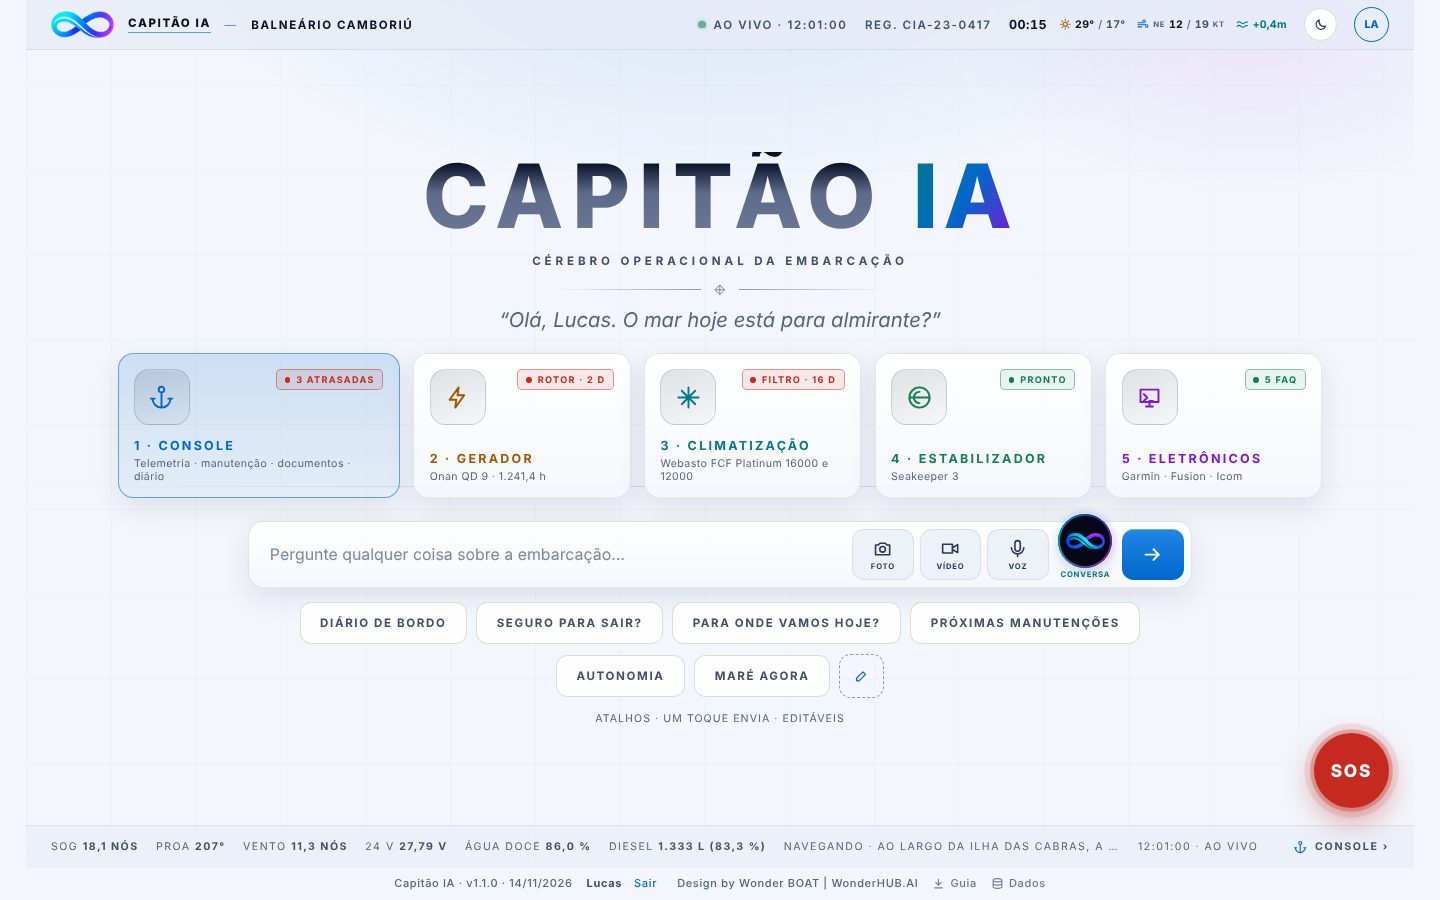 CAPITÃO IA — BALNEÁRIO CAMBORIÚ
AO VIVO · 12:01:00 REG. CIA-23-0417 00:15 29° / 17° NE 12 / 19 KT +0,4m LA
CAPITÃO IA
CÉREBRO OPERACIONAL DA EMBARCAÇÃO
“Olá, Lucas. O mar hoje está para almirante?”
3 ATRASADAS
1 · CONSOLE
Telemetria · manutenção · documentos ·
diário
ROTOR · 2 D
2 · GERADOR
Onan QD 9 · 1.241,4 h
FILTRO · 16 D
3 · CLIMATIZAÇÃO
Webasto FCF Platinum 16000 e
12000
PRONTO
4 · ESTABILIZADOR
Seakeeper 3
5 FAQ
5 · ELETRÔNICOS
Garmin · Fusion · Icom
Pergunte qualquer coisa sobre a embarcação...
FOTO
VÍDEO
VOZ
CONVERSA
DIÁRIO DE BORDO
SEGURO PARA SAIR?
PARA ONDE VAMOS HOJE?
PRÓXIMAS MANUTENÇÕES
AUTONOMIA
MARÉ AGORA
ATALHOS · UM TOQUE ENVIA · EDITÁVEIS
SOS
SOG 18,1 NÓS PROA 207° VENTO 11,3 NÓS 24 V 27,79 V ÁGUA DOCE 86,0 % DIESEL 1.333 L (83,3 %) NAVEGANDO · AO LARGO DA ILHA DAS CABRAS, A ... 12:01:00 · AO VIVO CONSOLE ›
Capitão IA · v1.1.0 · 14/11/2026 Lucas Sair Design by Wonder BOAT | WonderHUB.AI Guia Dados